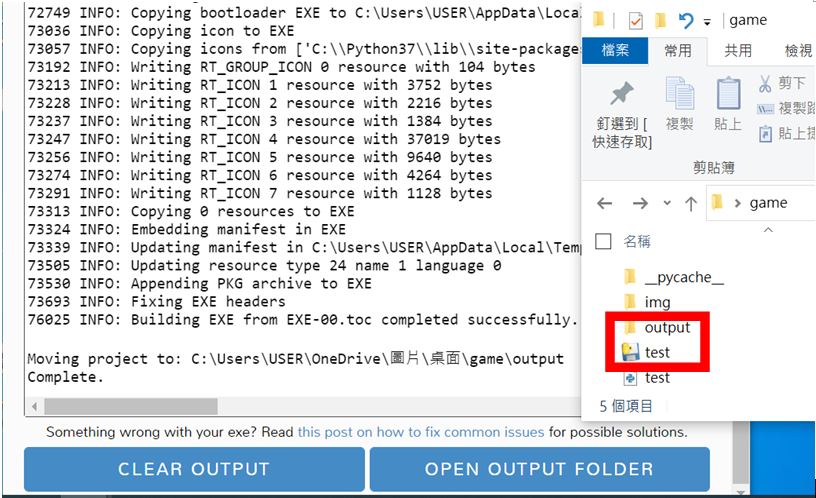 72749 INFO: Copying bootloader EXE to C:\Users\USER\AppData\Local
73036 INFO: Copying icon to EXE
73057 INFO: Copying icons from ['C:\\Python37\\lib\\site-package
73192 INFO: Writing RT_GROUP_ICON 0 resource with 104 bytes
73213 INFO: Writing RT_ICON 1 resource with 3752 bytes
73228 INFO: Writing RT_ICON 2 resource with 2216 bytes
73237 INFO: Writing RT_ICON 3 resource with 1384 bytes
73247 INFO: Writing RT_ICON 4 resource with 37019 bytes
73256 INFO: Writing RT_ICON 5 resource with 9640 bytes
73274 INFO: Writing RT_ICON 6 resource with 4264 bytes
73291 INFO: Writing RT_ICON 7 resource with 1128 bytes
73313 INFO: Copying 0 resources to EXE
73324 INFO: Embedding manifest in EXE
73339 INFO: Updating manifest in C:\Users\USER\AppData\Local\Tem
73505 INFO: Updating resource type 24 name 1 language 0
73530 INFO: Appending PKG archive to EXE
73693 INFO: Fixing EXE headers
76025 INFO: Building EXE from EXE-00.toc completed successfully.
Moving project to: C:\Users\USER\OneDrive\圖片\桌面\game\output
Complete.
Something wrong with your exe? Read this post on how to fix common issues for possible solutions.
CLEAR OUTPUT
OPEN OUTPUT FOLDER
game
檔案 常用 共用 檢視
釘選到 [
快速存取]
複製
貼上
剪下
複製路
貼上捷
剪貼簿
game
名稱
__pycache__
img
output
test
test
5 個項目